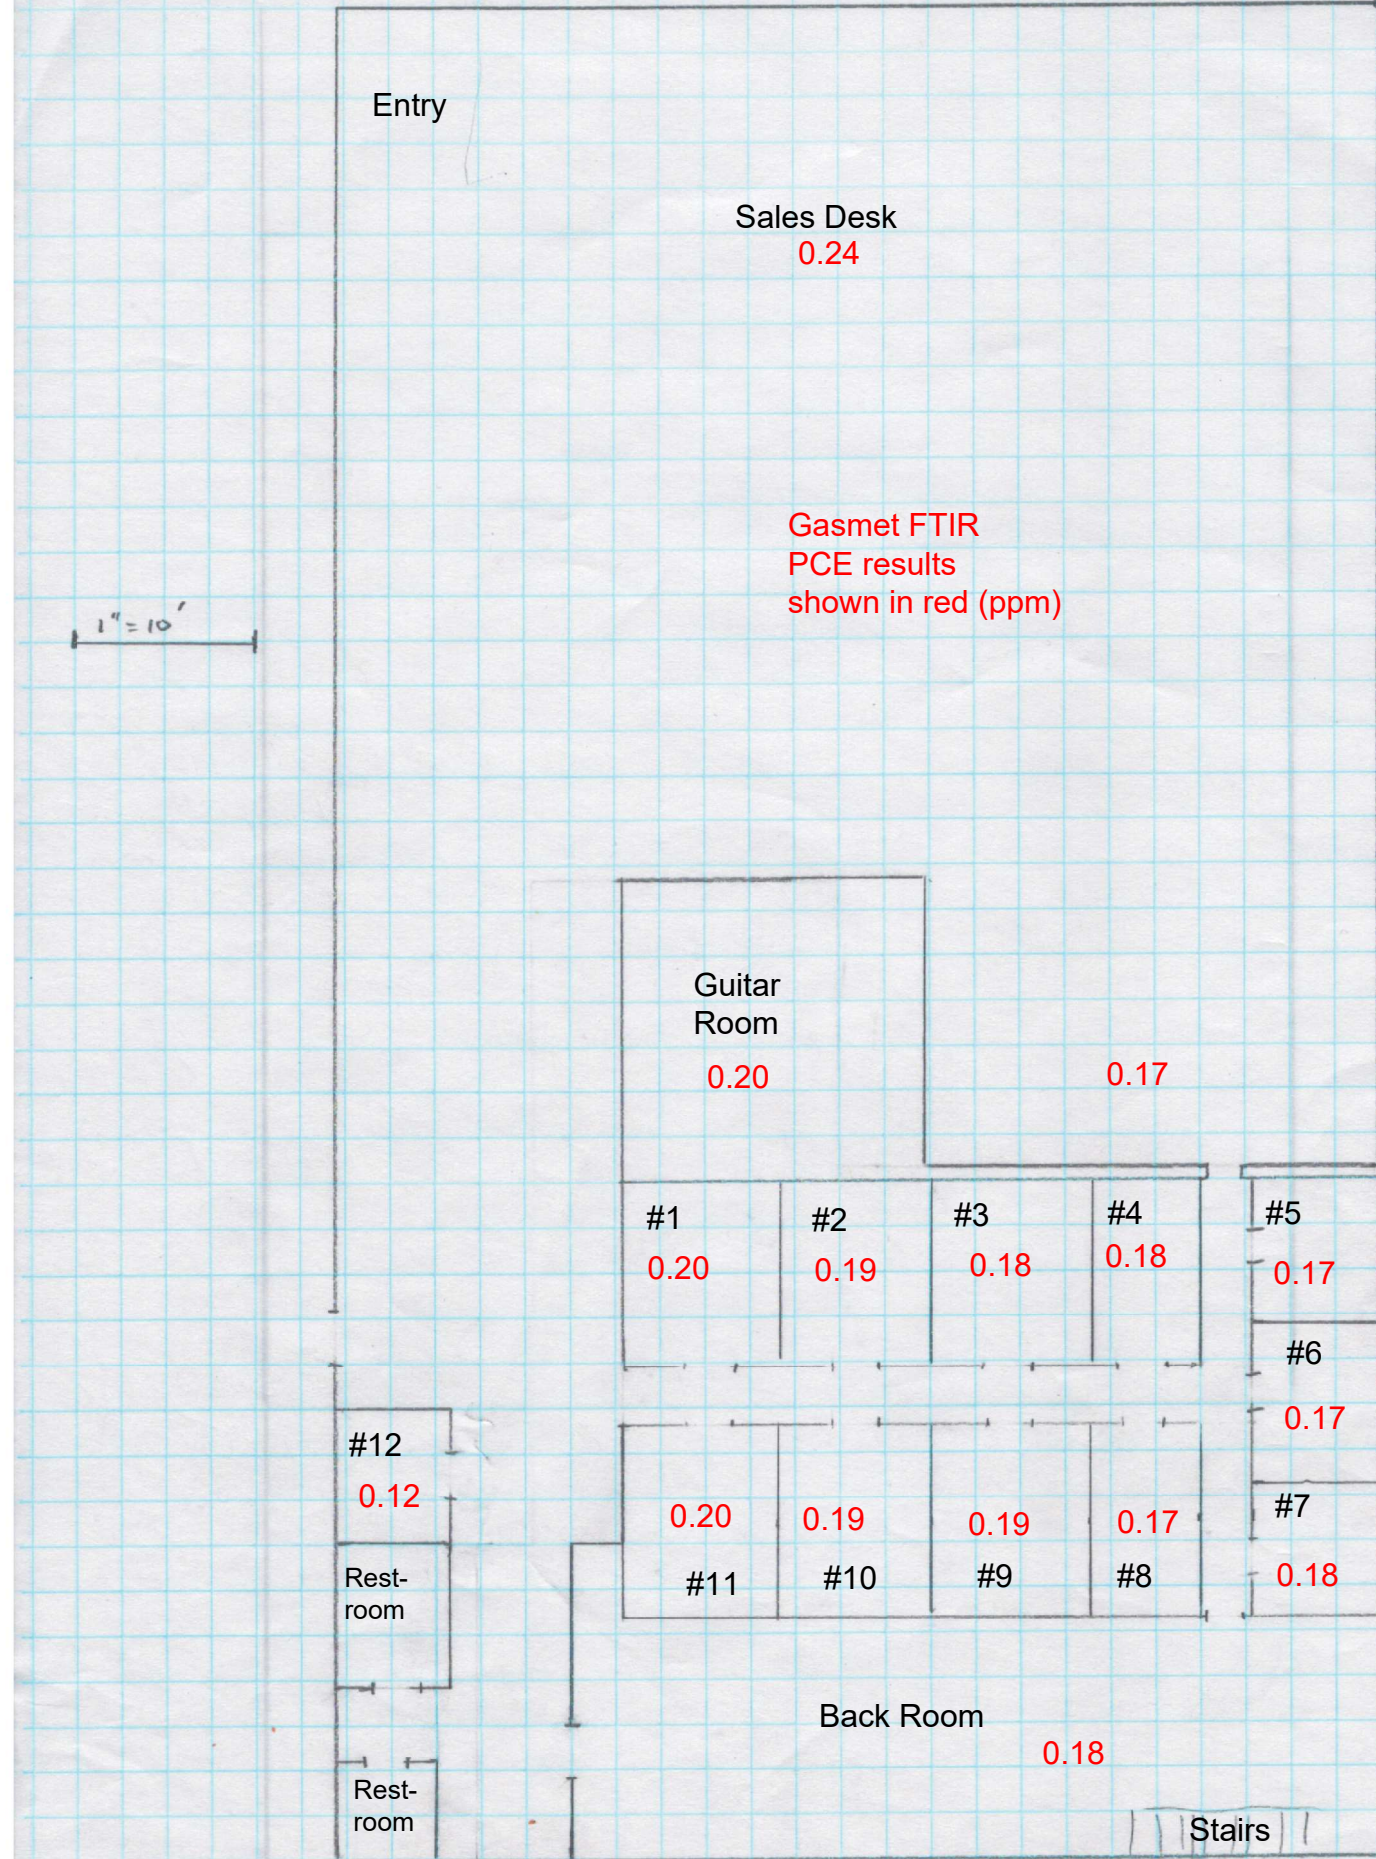 Entry
Sales Desk
0.24
Gasmet FTIR
PCE results
shown in red (ppm)
1" = 10'
Guitar
Room
0.20
0.17
#1
0.20
#2
0.19
#3
0.18
#4
0.18
#5
0.17
#6
0.17
#12
0.12
#7
0.18
0.20
#11
0.19
#10
0.19
#9
0.17
#8
Rest-
room
Back Room
0.18
Rest-
room
Stairs